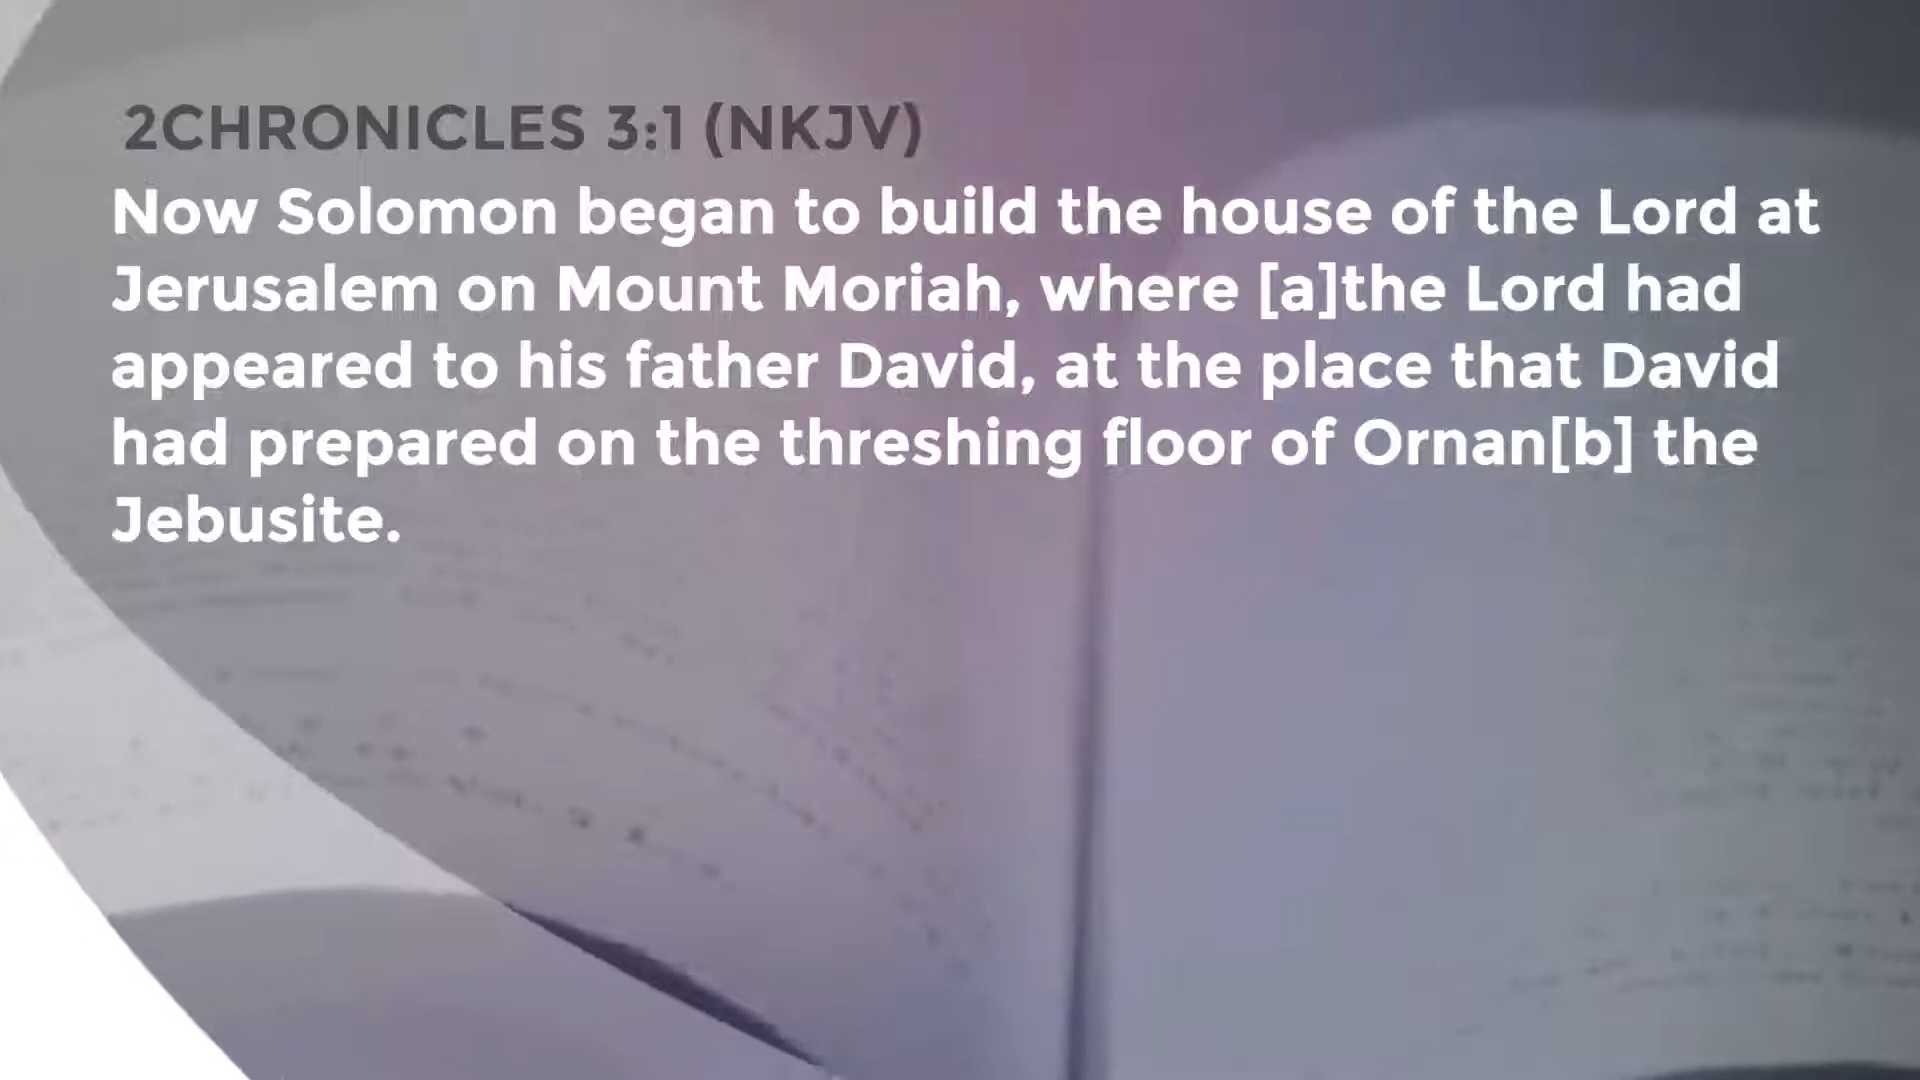 2CHRONICLES 3:1 (NKJV)
Now Solomon began to build the house of the Lord at
Jerusalem on Mount Moriah, where [a]the Lord had
appeared to his father David, at the place that David
had prepared on the threshing floor of Ornan[b] the
Jebusite.